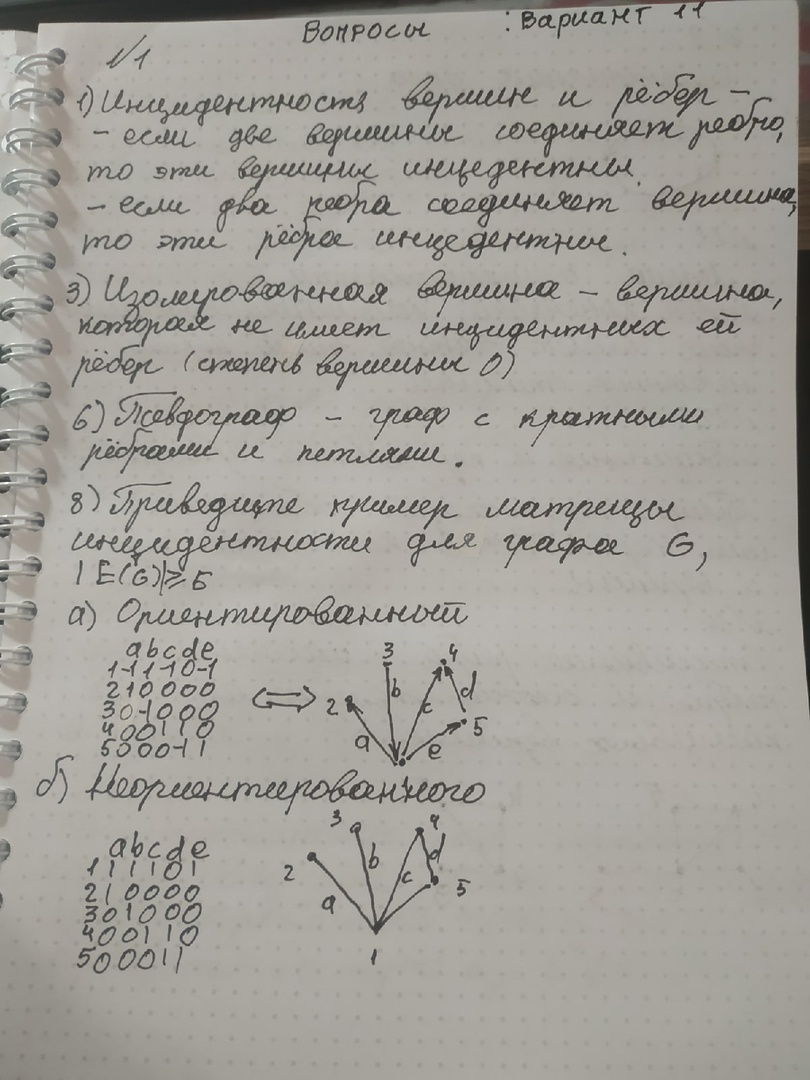 Вопросы : Вариант 11
№1
1) Инцидентность вершин и рёбер –
- если две вершины соединяет ребро,
то эти вершины инцедентны.
- если два ребра соединяет вершина,
то эти рёбра инцедентны.
3) Изолированная вершина – вершина,
которая не имеет инцидентных ей
рёбер (степень вершины 0)
6) Псевдограф – граф с кратными
рёбрами и петлями.
8) Приведите пример матрицы
инцидентности для графа G,
|E(G)|≥5
а) Ориентированный
a b c d e
1 -1 1 -1 0 -1
2 1 0 0 0 0
3 0 -1 0 0 0
4 0 0 1 1 0
5 0 0 0 -1 1
⟺
3 4
b d
2 c 5
a e
б) Неориентированного
a b c d e
1 1 1 1 0 1
2 1 0 0 0 0
3 0 1 0 0 0
4 0 0 1 1 0
5 0 0 0 1 1
3 4
2 b c d 5
a
1